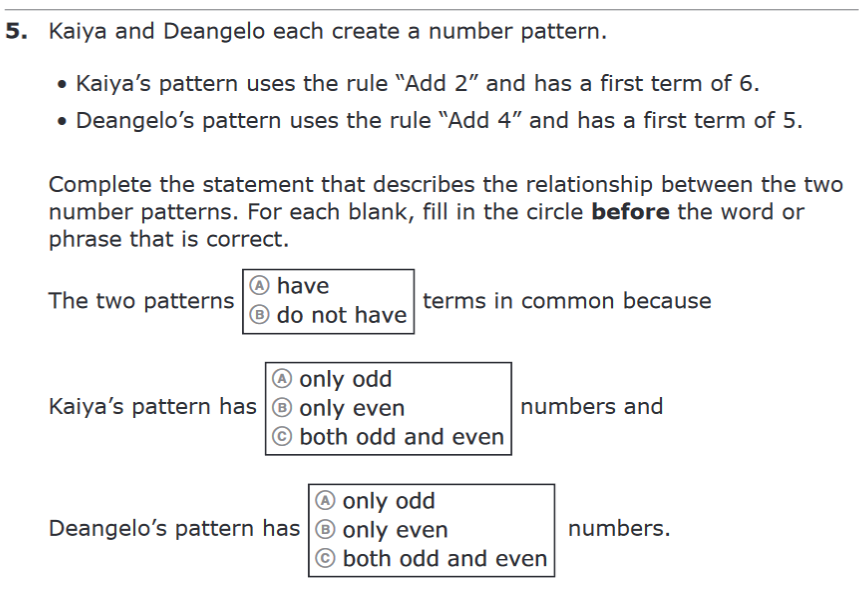 5. Kaiya and Deangelo each create a number pattern.
• Kaiya’s pattern uses the rule “Add 2” and has a first term of 6.
• Deangelo’s pattern uses the rule “Add 4” and has a first term of 5.
Complete the statement that describes the relationship between the two
number patterns. For each blank, fill in the circle before the word or
phrase that is correct.
Ⓐ have
The two patterns terms in common because
Ⓑ do not have
Ⓐ only odd
Kaiya’s pattern has Ⓑ only even numbers and
Ⓒ both odd and even
Ⓐ only odd
Deangelo’s pattern has Ⓑ only even numbers.
Ⓒ both odd and even